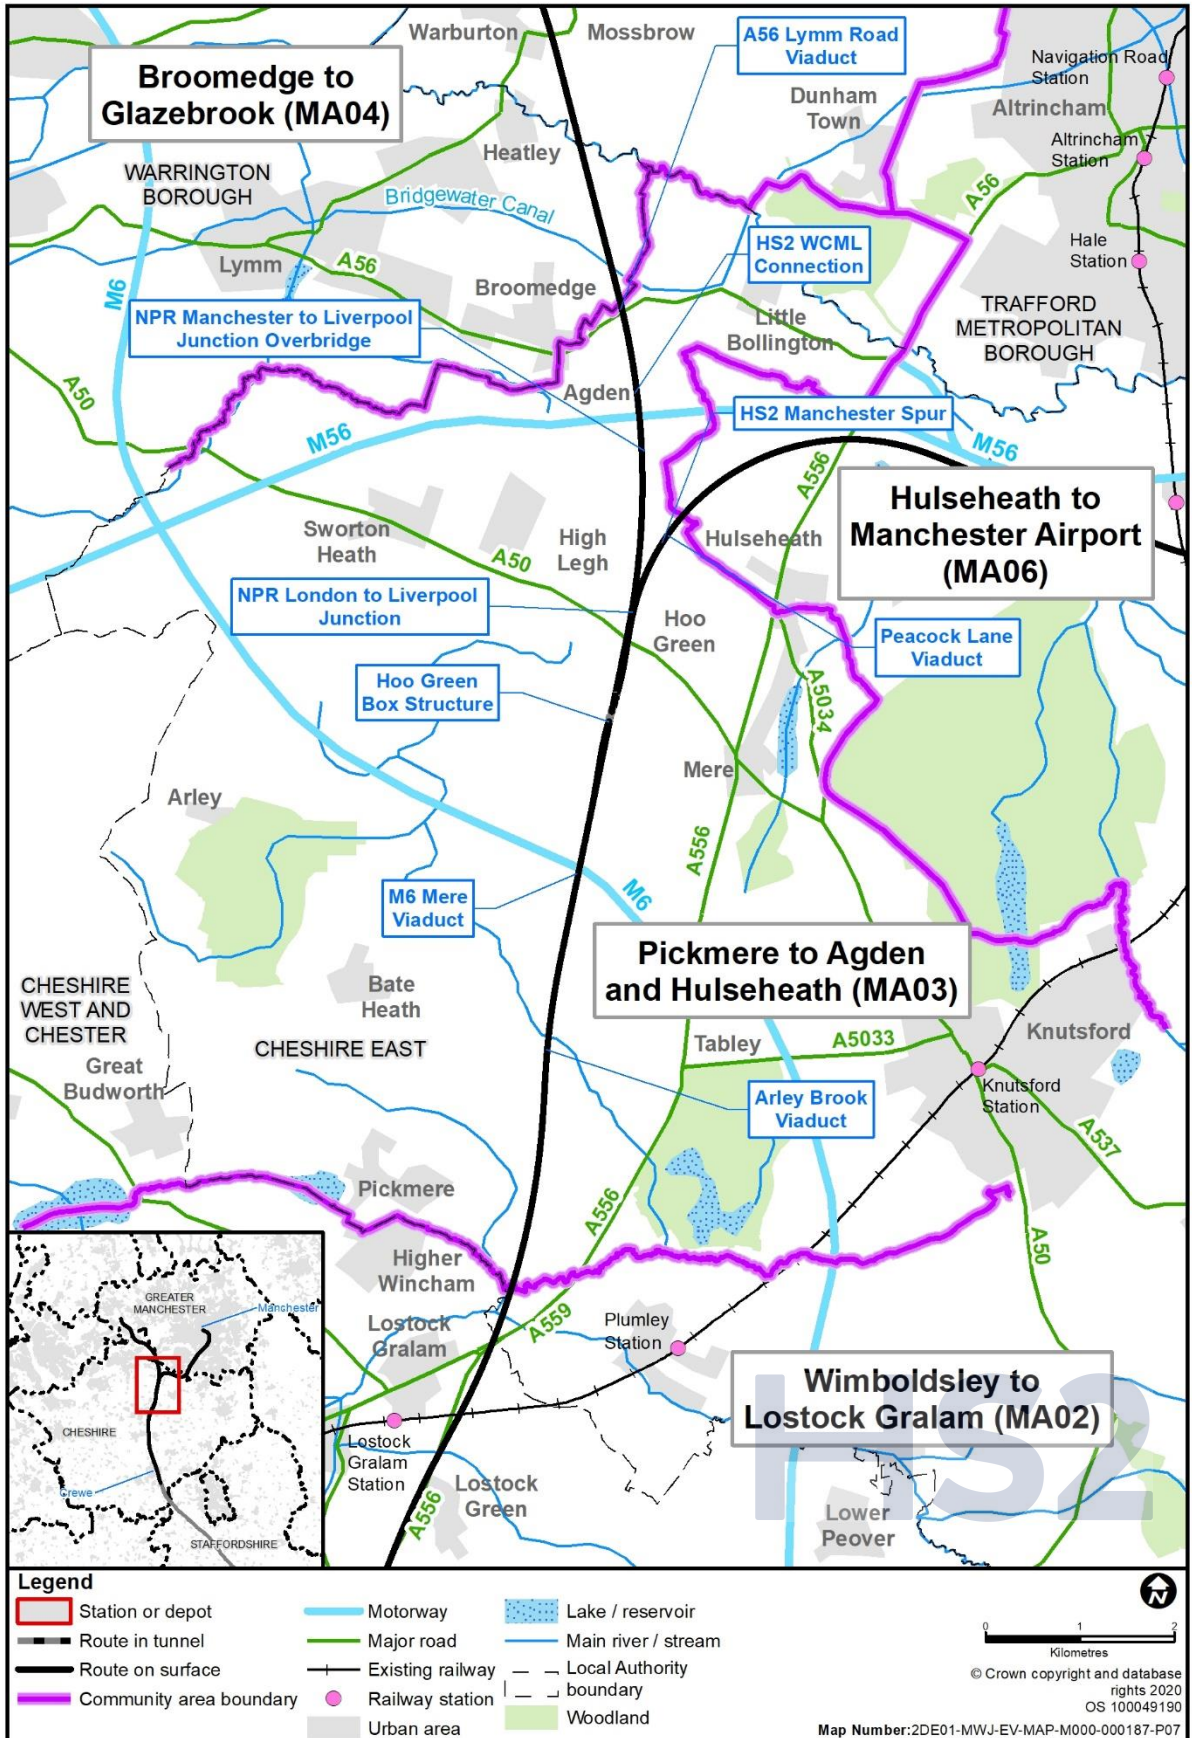 Warburton
Mossbrow
A56 Lymm Road
Viaduct
Navigation Road
Station
Broomedge to
Glazebrook (MA04)
Dunham
Town
Altrincham
Altrincham
Station
Heatley
WARRINGTON
BOROUGH
Bridgewater Canal
A56
HS2 WCML
Connection
Hale
Station
Lymm
A56
M6
Broomedge
NPR Manchester to Liverpool
Junction Overbridge
Little
Bollington
TRAFFORD
METROPOLITAN
BOROUGH
A50
Agden
HS2 Manchester Spur
M56
M56
A556
Hulseheath to
Manchester Airport
(MA06)
Sworton
Heath
High
Legh
Hulseheath
A50
NPR London to Liverpool
Junction
Hoo
Green
Peacock Lane
Viaduct
Hoo Green
Box Structure
A5034
Mere
Arley
A556
M6 Mere
Viaduct
M6
Pickmere to Agden
and Hulseheath (MA03)
Bate
Heath
CHESHIRE
WEST AND
CHESTER
CHESHIRE EAST
Tabley
A5033
Knutsford
Great
Budworth
Knutsford
Station
Arley Brook
Viaduct
A537
Pickmere
A556
A50
Higher
Wincham
Lostock
Gralam
A559
Plumley
Station
Wimboldsley to
Lostock Gralam (MA02)
HS2
Lostock
Gralam
Station
Lostock
Green
A556
Lower
Peover
GREATER
MANCHESTER
Manchester
CHESHIRE
Crewe
STAFFORDSHIRE
Legend
Station or depot
Route in tunnel
Route on surface
Community area boundary
Motorway
Major road
Existing railway
Railway station
Urban area
Lake / reservoir
Main river / stream
Local Authority
boundary
Woodland
N
0 1 2
Kilometres
© Crown copyright and database
rights 2020
OS 100049190
Map Number:2DE01-MWJ-EV-MAP-M000-000187-P07